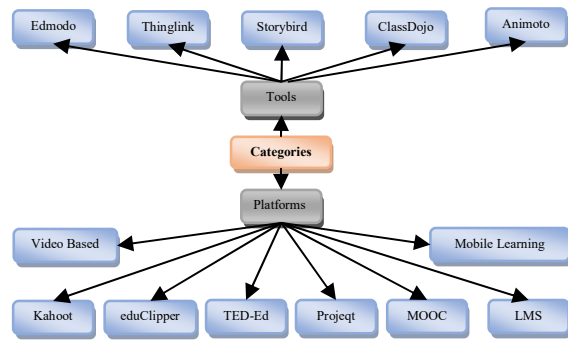 Edmodo
Thinglink
Storybird
ClassDojo
Animoto
Tools
Categories
Platforms
Video Based
Mobile Learning
Kahoot
eduClipper
TED-Ed
Projeqt
MOOC
LMS